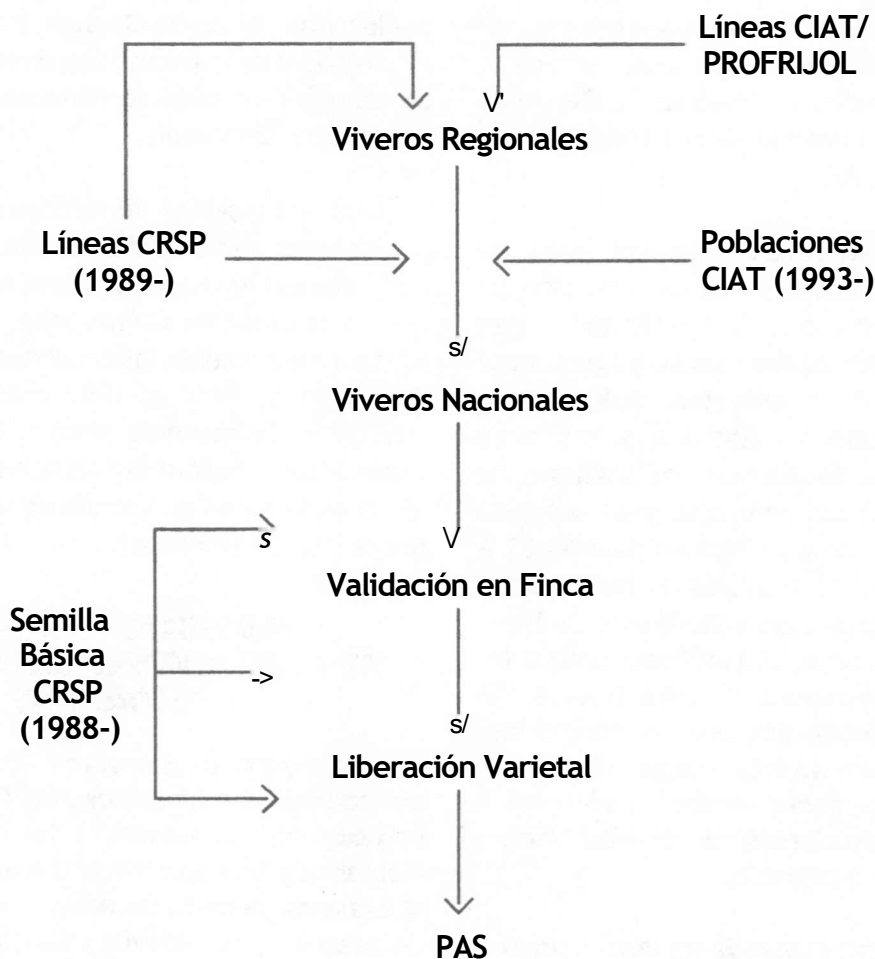 Líneas CIAT/
PROFRIJOL
Viveros Regionales
Líneas CRSP
(1989-)
Poblaciones
CIAT (1993-)
Viveros Nacionales
Validación en Finca
Semilla
Básica
CRSP
(1988-)
Liberación Varietal
PAS